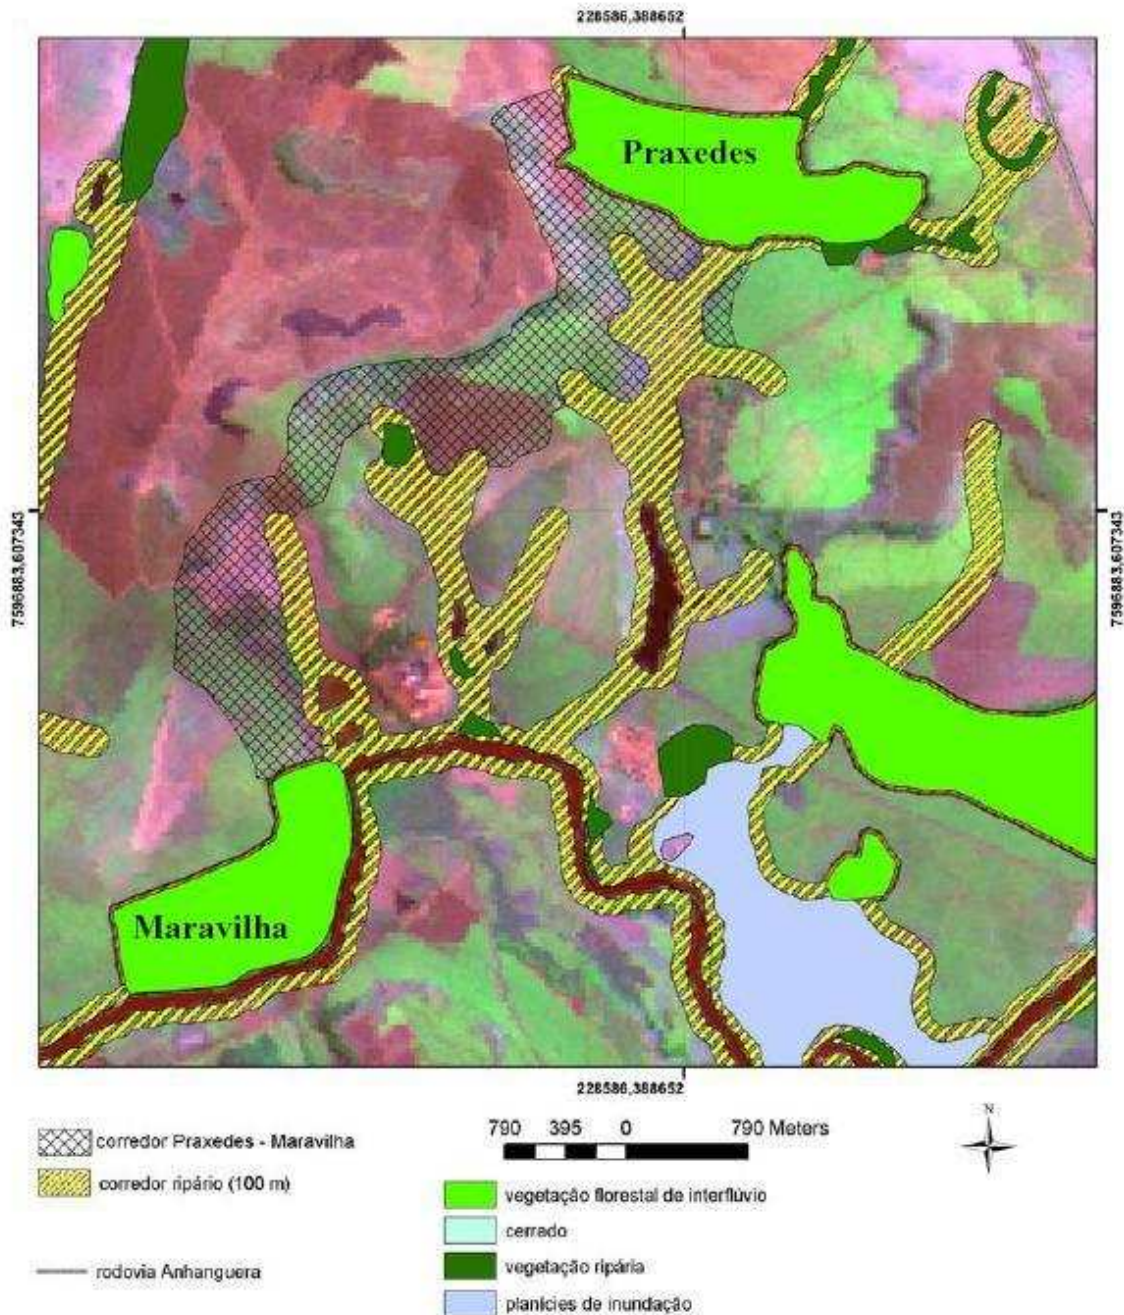 228586,388652
Praxedes
7596883,607343
7596883,607343
Maravilha
228586,388652
corredor Praxedes - Maravilha
corredor ripário (100 m)
rodovia Anhanguera
790 395 0 790 Meters
vegetação florestal de interflúvio
cerrado
vegetação ripária
planícies de inundação
N